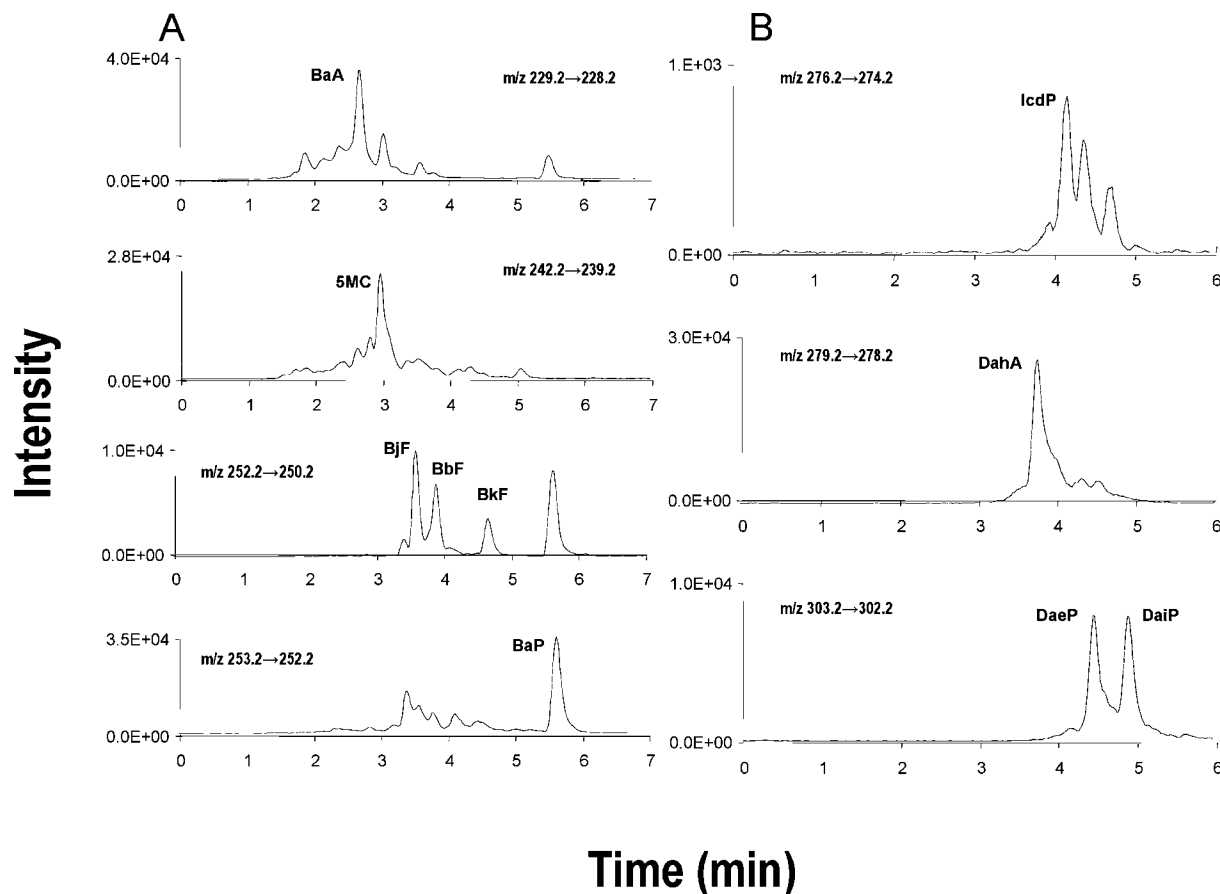 A
4.0E+04
BaA
m/z 229.2→228.2
0.0E+00
0 1 2 3 4 5 6 7
2.8E+04
5MC
m/z 242.2→239.2
0.0E+00
0 1 2 3 4 5 6 7
1.0E+04
m/z 252.2→250.2
BjF
BbF
BkF
0.0E+00
0 1 2 3 4 5 6 7
3.5E+04
m/z 253.2→252.2
BaP
0.0E+00
0 1 2 3 4 5 6 7
B
1.E+03
m/z 276.2→274.2
IcdP
0.E+00
0 1 2 3 4 5 6
3.0E+04
m/z 279.2→278.2
DahA
0.0E+00
0 1 2 3 4 5 6
1.0E+04
m/z 303.2→302.2
DaeP
DaiP
0.0E+00
0 1 2 3 4 5 6
Intensity
Time (min)